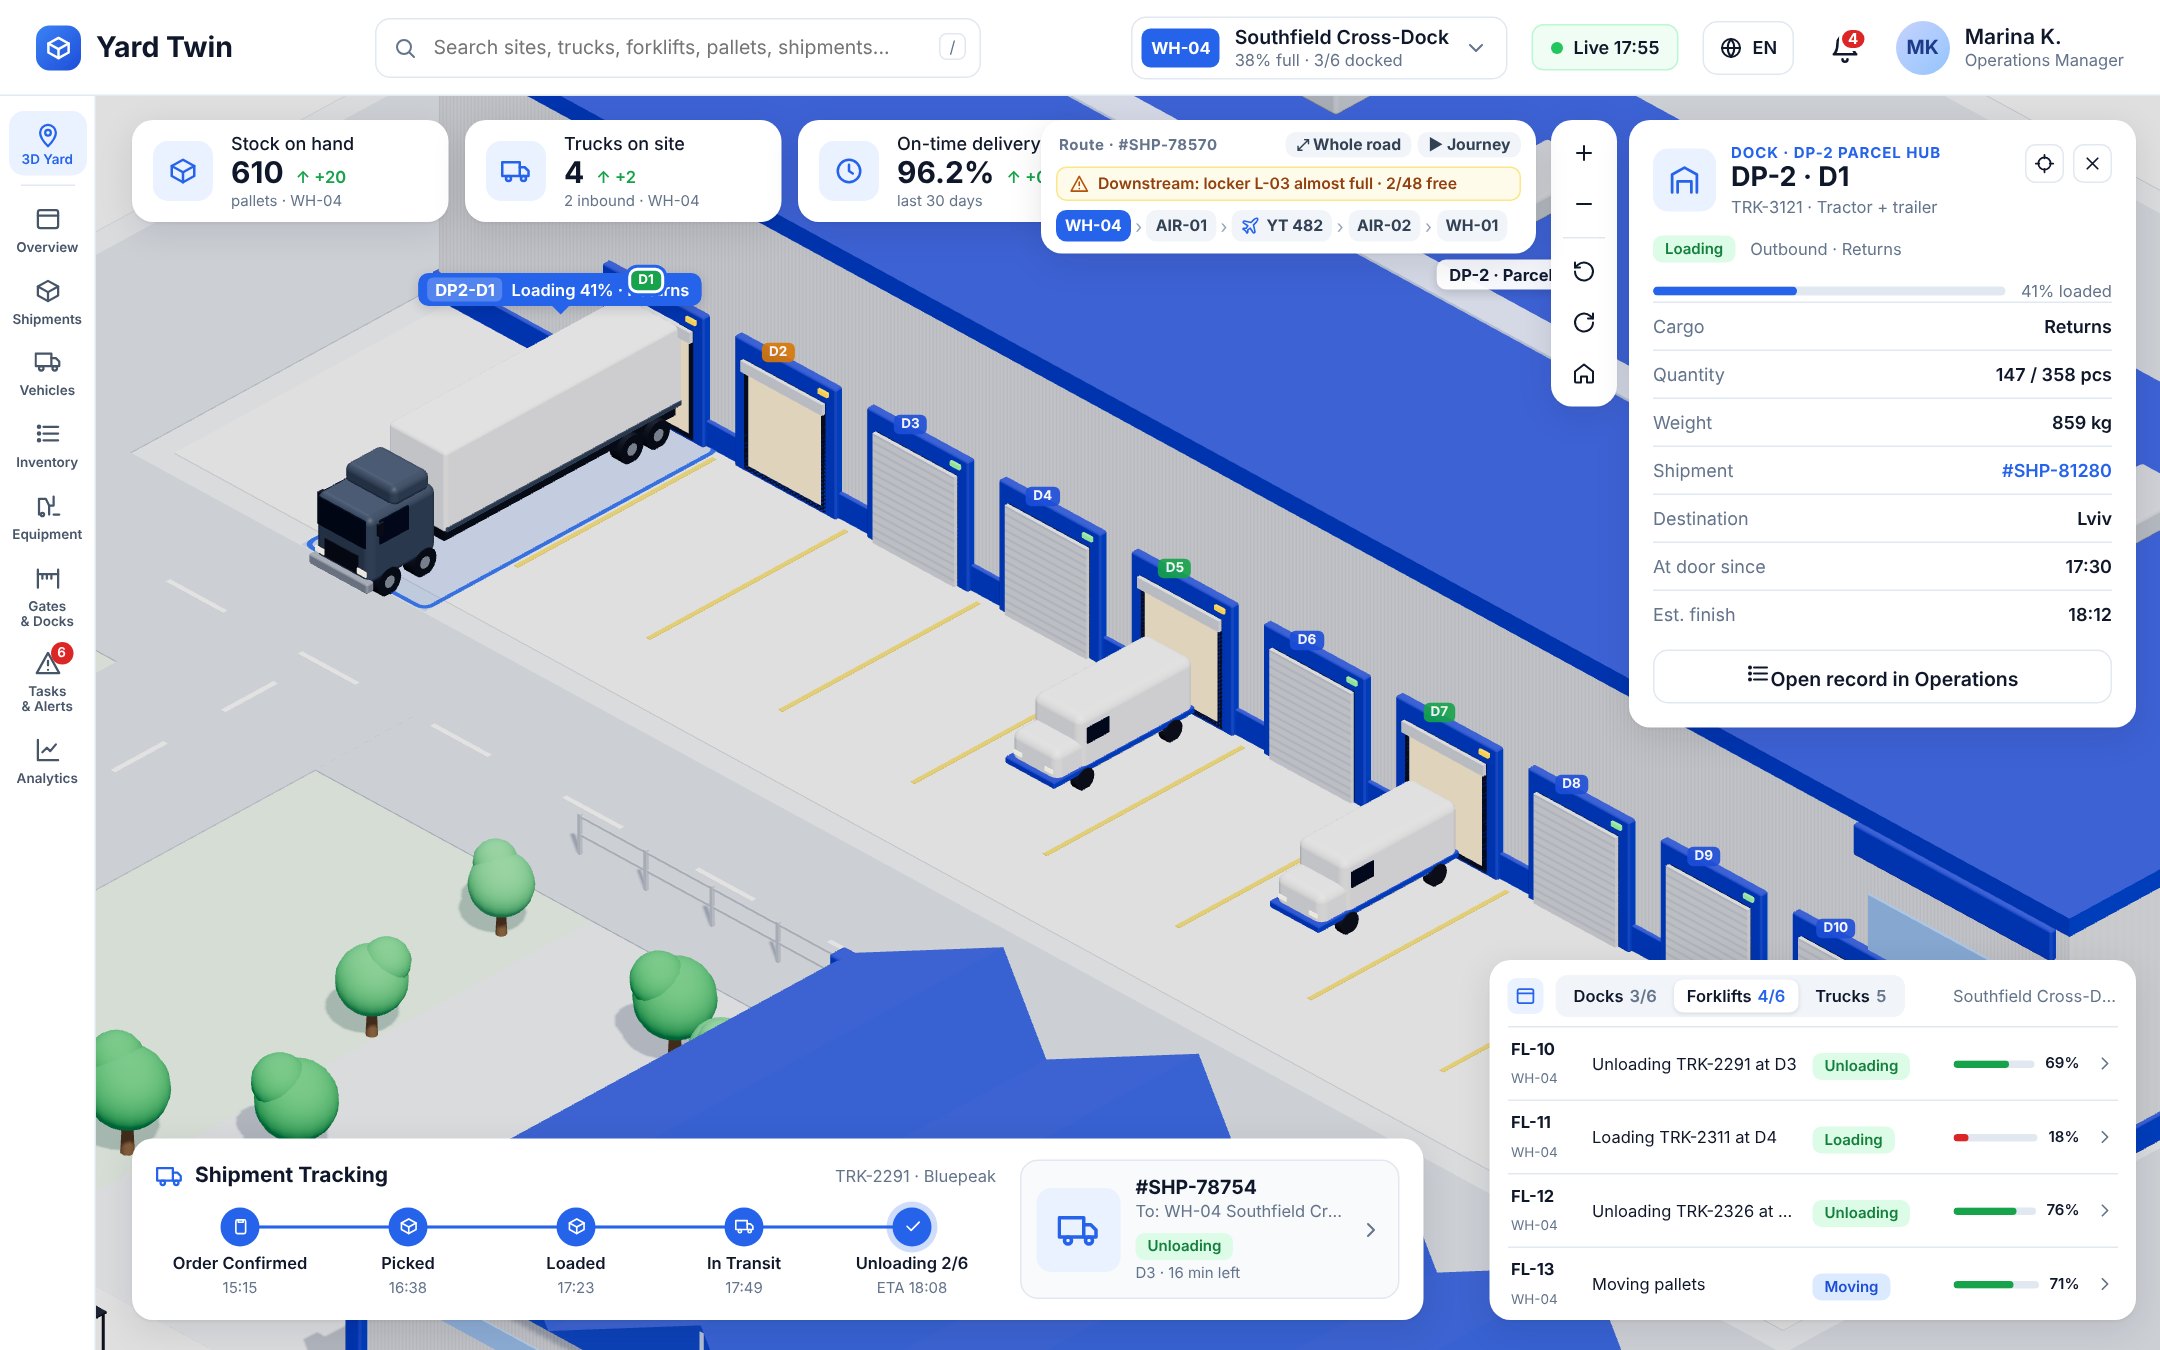 Yard Twin
Search sites, trucks, forklifts, pallets, shipments...
/
WH-04
Southfield Cross-Dock
38% full · 3/6 docked
Live 17:55
EN
4
MK
Marina K.
Operations Manager
3D Yard
Overview
Shipments
Vehicles
Inventory
Equipment
Gates
& Docks
6
Tasks
& Alerts
Analytics
Stock on hand
610 ↑ +20
pallets · WH-04
Trucks on site
4 ↑ +2
2 inbound · WH-04
On-time delivery
96.2%
last 30 days
Route · #SHP-78570
Whole road
Journey
Downstream: locker L-03 almost full · 2/48 free
WH-04 › AIR-01 › YT 482 › AIR-02 › WH-01
DP-2 · Parcel
DP2-D1 Loading 41% ·
D1
D2
D3
D4
D5
D6
D7
D8
D9
D10
DOCK · DP-2 PARCEL HUB
DP-2 · D1
TRK-3121 · Tractor + trailer
Loading
Outbound · Returns
41% loaded
Cargo Returns
Quantity 147 / 358 pcs
Weight 859 kg
Shipment #SHP-81280
Destination Lviv
At door since 17:30
Est. finish 18:12
Open record in Operations
Docks 3/6
Forklifts 4/6
Trucks 5
Southfield Cross-D...
FL-10
WH-04
Unloading TRK-2291 at D3
Unloading
69%
FL-11
WH-04
Loading TRK-2311 at D4
Loading
18%
FL-12
WH-04
Unloading TRK-2326 at ...
Unloading
76%
FL-13
WH-04
Moving pallets
Moving
71%
Shipment Tracking
TRK-2291 · Bluepeak
Order Confirmed
15:15
Picked
16:38
Loaded
17:23
In Transit
17:49
Unloading 2/6
ETA 18:08
#SHP-78754
To: WH-04 Southfield Cr...
Unloading
D3 · 16 min left